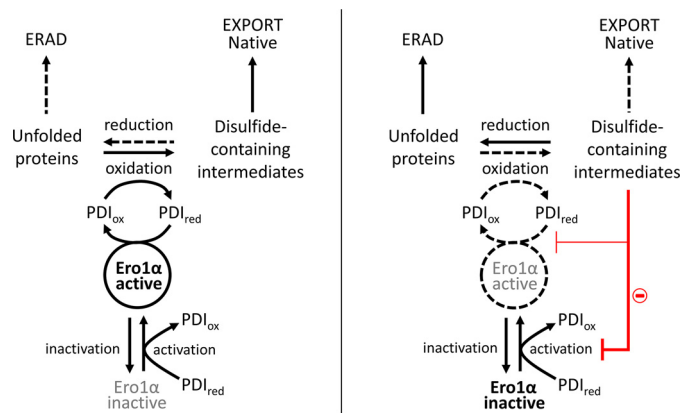 ERAD
EXPORT
Native
reduction
Unfolded
proteins
Disulfide-
containing
intermediates
oxidation
PDIox
PDIred
Ero1α
active
PDIox
inactivation
activation
Ero1α
inactive
PDIred
ERAD
EXPORT
Native
reduction
Unfolded
proteins
Disulfide-
containing
intermediates
oxidation
PDIox
PDIred
Ero1α
active
PDIox
inactivation
activation
Ero1α
inactive
PDIred